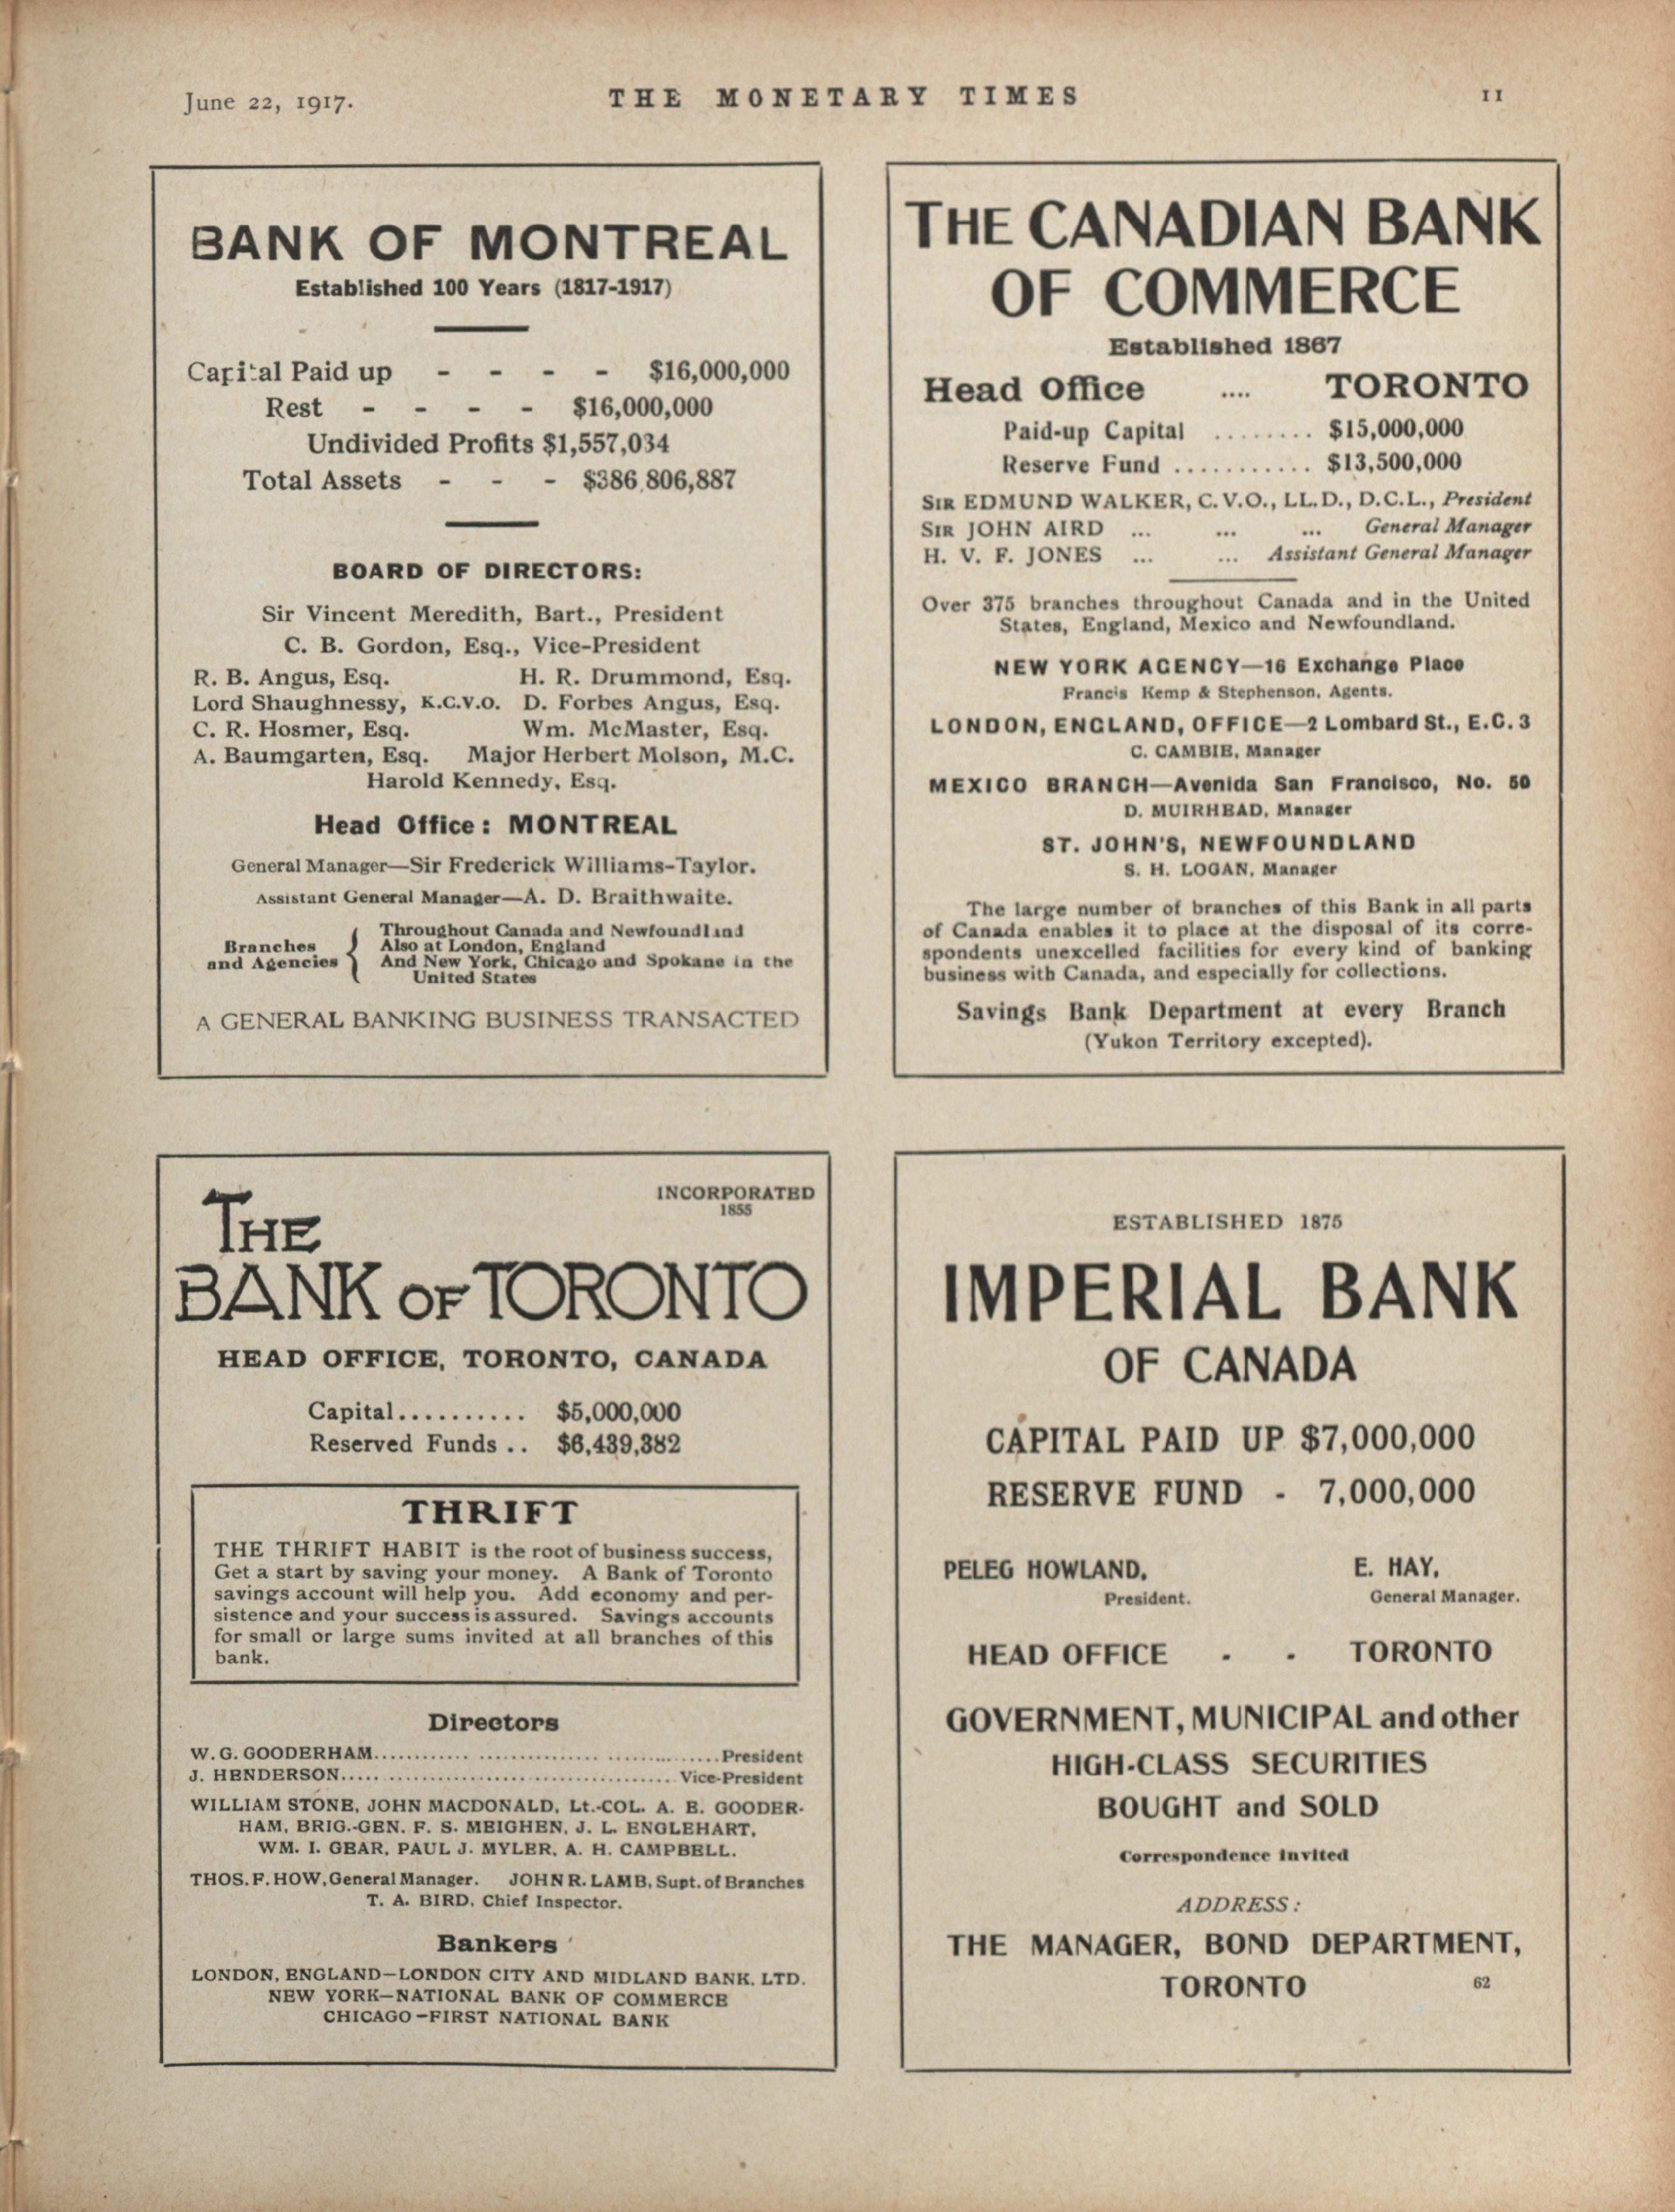 June 22, 1917.
THE MONETARY TIMES
11
BANK OF MONTREAL
Established 100 Years (1817-1917)
Capital Paid up - - - - $16,000,000
Rest - - - - $16,000,000
Undivided Profits $1,557,034
Total Assets - - - $386,806,887
BOARD OF DIRECTORS:
Sir Vincent Meredith, Bart., President
C. B. Gordon, Esq., Vice-President
R. B. Angus, Esq. H. R. Drummond, Esq.
Lord Shaughnessy, K.C.V.O. D. Forbes Angus, Esq.
C. R. Hosmer, Esq. Wm. McMaster, Esq.
A. Baumgarten, Esq. Major Herbert Molson, M.C.
Harold Kennedy, Esq.
Head Office: MONTREAL
General Manager—Sir Frederick Williams-Taylor.
Assistant General Manager—A. D. Braithwaite.
Branches and Agencies
Throughout Canada and Newfoundland
Also at London, England
And New York, Chicago and Spokane in the
United States
A GENERAL BANKING BUSINESS TRANSACTED
THE CANADIAN BANK
OF COMMERCE
Established 1867
Head Office .... TORONTO
Paid-up Capital ........ $15,000,000
Reserve Fund ........... $13,500,000
SIR EDMUND WALKER, C.V.O., LL.D., D.C.L., President
SIR JOHN AIRD ... ... ... General Manager
H. V. F. JONES ... ... Assistant General Manager
Over 375 branches throughout Canada and in the United
States, England, Mexico and Newfoundland.
NEW YORK AGENCY—16 Exchange Place
Francis Kemp & Stephenson, Agents.
LONDON, ENGLAND, OFFICE—2 Lombard St., E.C. 3
C. CAMBIE, Manager
MEXICO BRANCH—Avenida San Francisco, No. 50
D. MUIRHEAD, Manager
ST. JOHN'S, NEWFOUNDLAND
S. H. LOGAN, Manager
The large number of branches of this Bank in all parts
of Canada enables it to place at the disposal of its corre-
spondents unexcelled facilities for every kind of banking
business with Canada, and especially for collections.
Savings Bank Department at every Branch
(Yukon Territory excepted).
INCORPORATED
1855
THE
BANK OF TORONTO
HEAD OFFICE, TORONTO, CANADA
Capital.......... $5,000,000
Reserved Funds .. $6,439,382
THRIFT
THE THRIFT HABIT is the root of business success,
Get a start by saving your money. A Bank of Toronto
savings account will help you. Add economy and per-
sistence and your success is assured. Savings accounts
for small or large sums invited at all branches of this
bank.
Directors
W. G. GOODERHAM.......... President
J. HENDERSON.......... Vice-President
WILLIAM STONE, JOHN MACDONALD, Lt.-COL. A. E. GOODER-
HAM, BRIG.-GEN. F. S. MEIGHEN, J. L. ENGLEHART,
WM. I. GEAR, PAUL J. MYLER, A. H. CAMPBELL.
THOS. F. HOW, General Manager. JOHN R. LAMB, Supt. of Branches
T. A. BIRD, Chief Inspector.
Bankers
LONDON, ENGLAND—LONDON CITY AND MIDLAND BANK, LTD.
NEW YORK—NATIONAL BANK OF COMMERCE
CHICAGO—FIRST NATIONAL BANK
ESTABLISHED 1875
IMPERIAL BANK
OF CANADA
CAPITAL PAID UP $7,000,000
RESERVE FUND - 7,000,000
PELEG HOWLAND, E. HAY,
President. General Manager.
HEAD OFFICE - - TORONTO
GOVERNMENT, MUNICIPAL and other
HIGH-CLASS SECURITIES
BOUGHT and SOLD
Correspondence Invited
ADDRESS:
THE MANAGER, BOND DEPARTMENT,
TORONTO 62